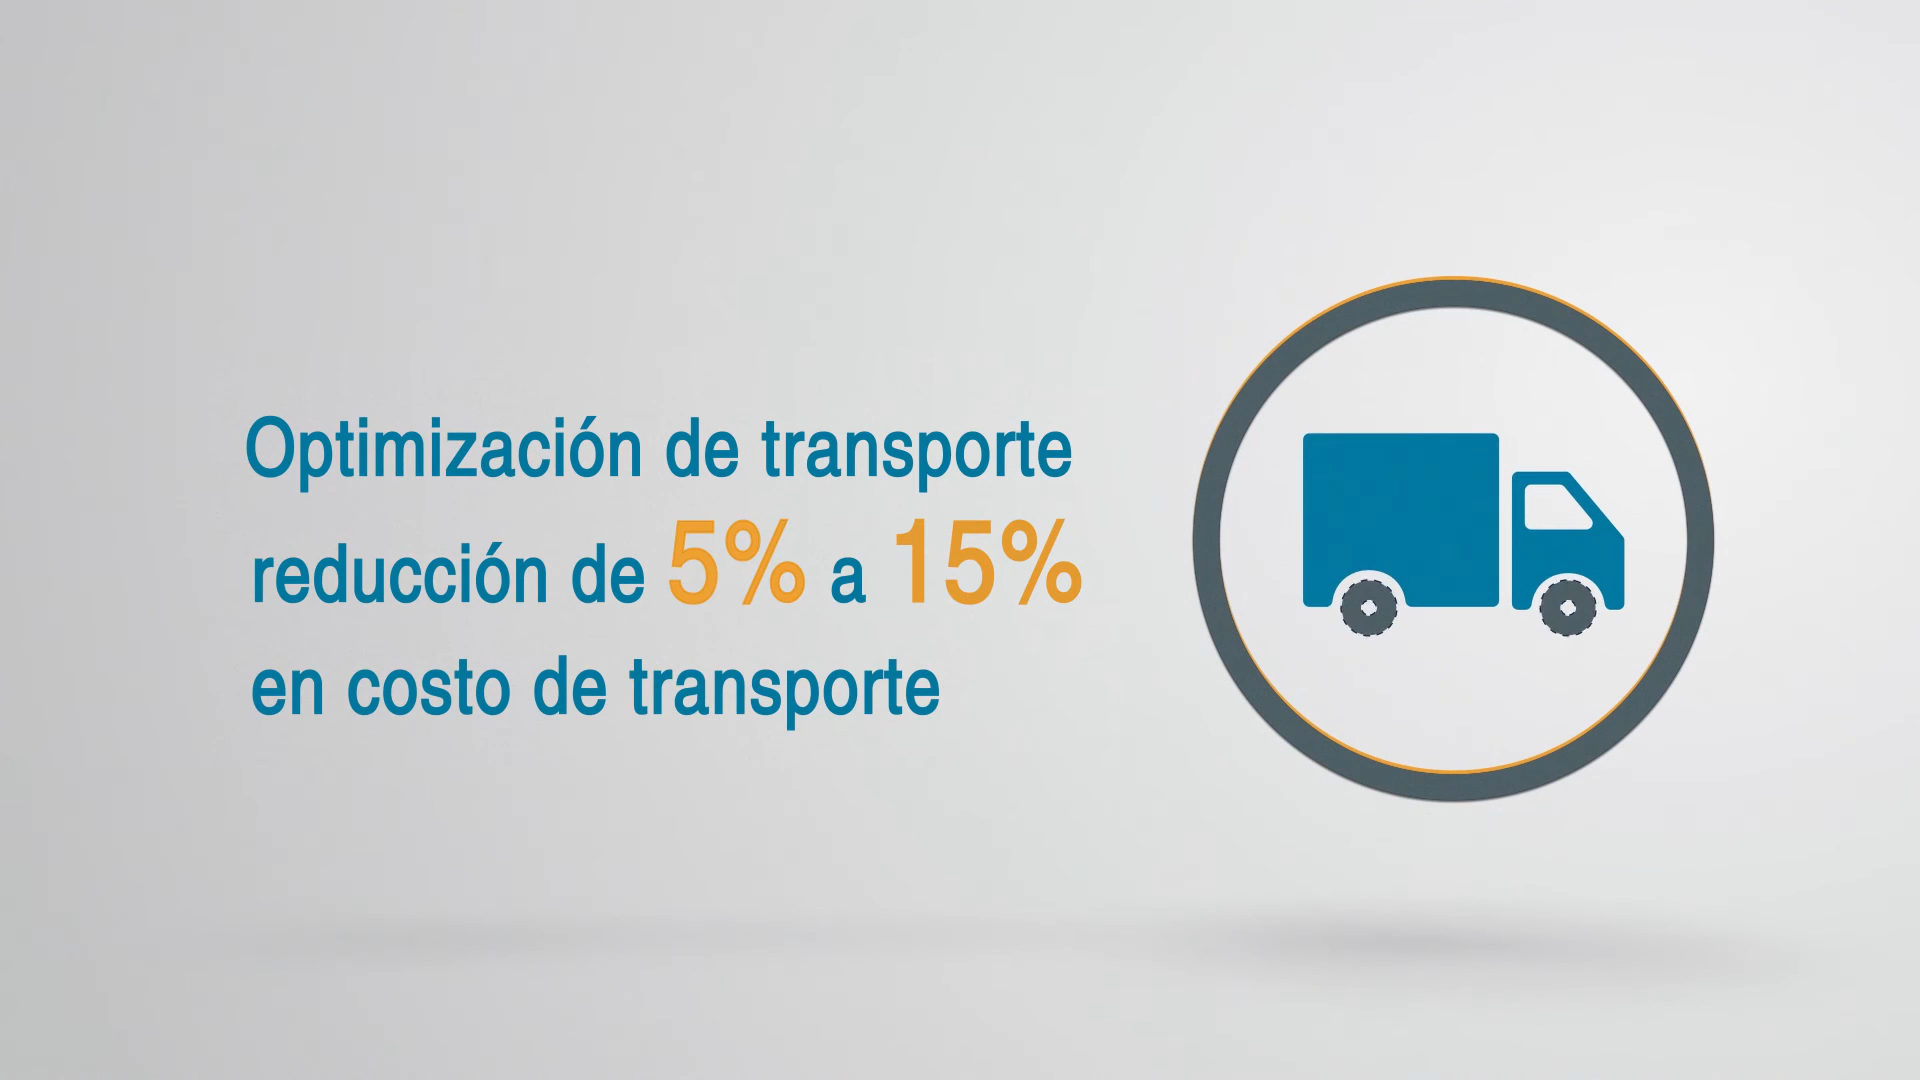 Optimización de transporte
reducción de 5% a 15%
en costo de transporte